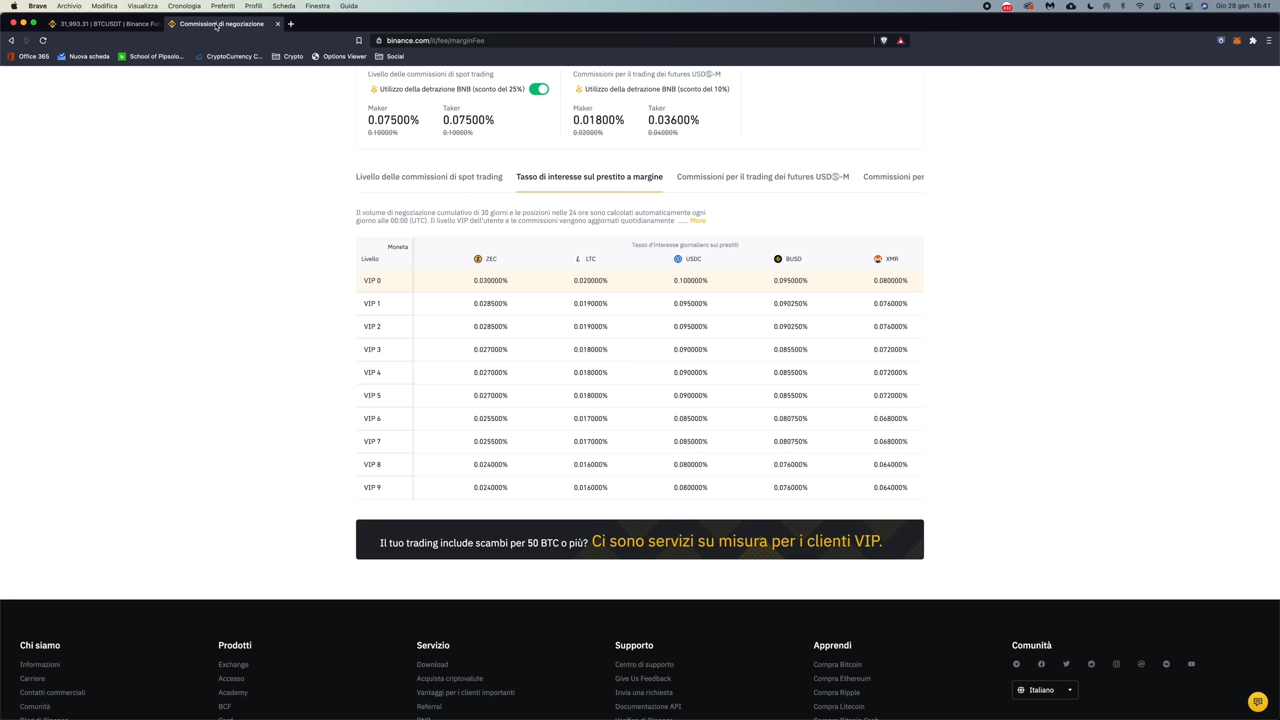 Brave Archivio Modifica Visualizza Cronologia Preferiti Profili Scheda Finestra Guida
Gio 28 gen 16:41
31,993.31 | BTCUSDT | Binance Fut
Commissioni di negoziazione
binance.com/it/fee/marginFee
Office 365 Nuova scheda School of Pipsolo... CryptoCurrency C... Crypto Options Viewer Social
Livello delle commissioni di spot trading
Commissioni per il trading dei futures USDⓈ-M
Utilizzo della detrazione BNB (sconto del 25%)
Utilizzo della detrazione BNB (sconto del 10%)
Maker Taker Maker Taker
0.07500% 0.07500% 0.01800% 0.03600%
0.10000% 0.10000% 0.02000% 0.04000%
Livello delle commissioni di spot trading Tasso di interesse sul prestito a margine Commissioni per il trading dei futures USDⓈ-M Commissioni per
Il volume di negoziazione cumulativo di 30 giorni e le posizioni nelle 24 ore sono calcolati automaticamente ogni
giorno alle 00:00 (UTC). Il livello VIP dell'utente e le commissioni vengono aggiornati quotidianamente ...... More
Moneta
Tasso d'interesse giornaliero sui prestiti
Livello ZEC LTC USDC BUSD XMR
VIP 0 0.030000% 0.020000% 0.100000% 0.095000% 0.080000%
VIP 1 0.028500% 0.019000% 0.095000% 0.090250% 0.076000%
VIP 2 0.028500% 0.019000% 0.095000% 0.090250% 0.076000%
VIP 3 0.027000% 0.018000% 0.090000% 0.085500% 0.072000%
VIP 4 0.027000% 0.018000% 0.090000% 0.085500% 0.072000%
VIP 5 0.027000% 0.018000% 0.090000% 0.085500% 0.072000%
VIP 6 0.025500% 0.017000% 0.085000% 0.080750% 0.068000%
VIP 7 0.025500% 0.017000% 0.085000% 0.080750% 0.068000%
VIP 8 0.024000% 0.016000% 0.080000% 0.076000% 0.064000%
VIP 9 0.024000% 0.016000% 0.080000% 0.076000% 0.064000%
Il tuo trading include scambi per 50 BTC o più? Ci sono servizi su misura per i clienti VIP.
Chi siamo Prodotti Servizio Supporto Apprendi Comunità
Informazioni Exchange Download Centro di supporto Compra Bitcoin
Carriere Accesso Acquista criptovalute Give Us Feedback Compra Ethereum
Contatti commerciali Academy Vantaggi per i clienti importanti Invia una richiesta Compra Ripple
Italiano
Comunità BCF Referral Documentazione API Compra Litecoin